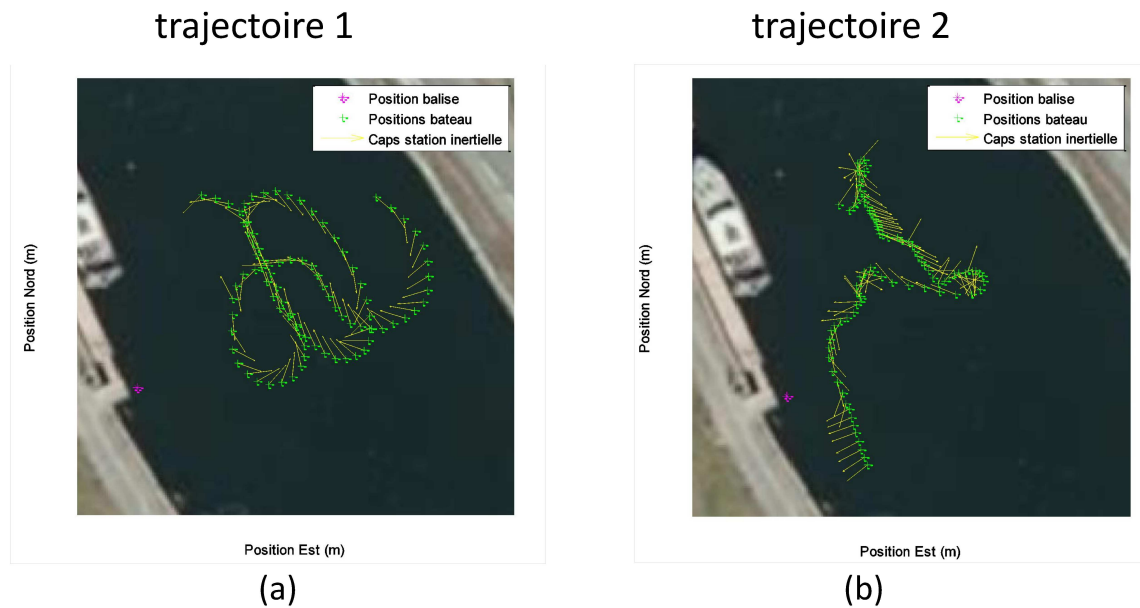 trajectoire 1
trajectoire 2
Position balise
Positions bateau
Caps station inertielle
Position Nord (m)
Position Est (m)
(a)
Position balise
Positions bateau
Caps station inertielle
Position Nord (m)
Position Est (m)
(b)